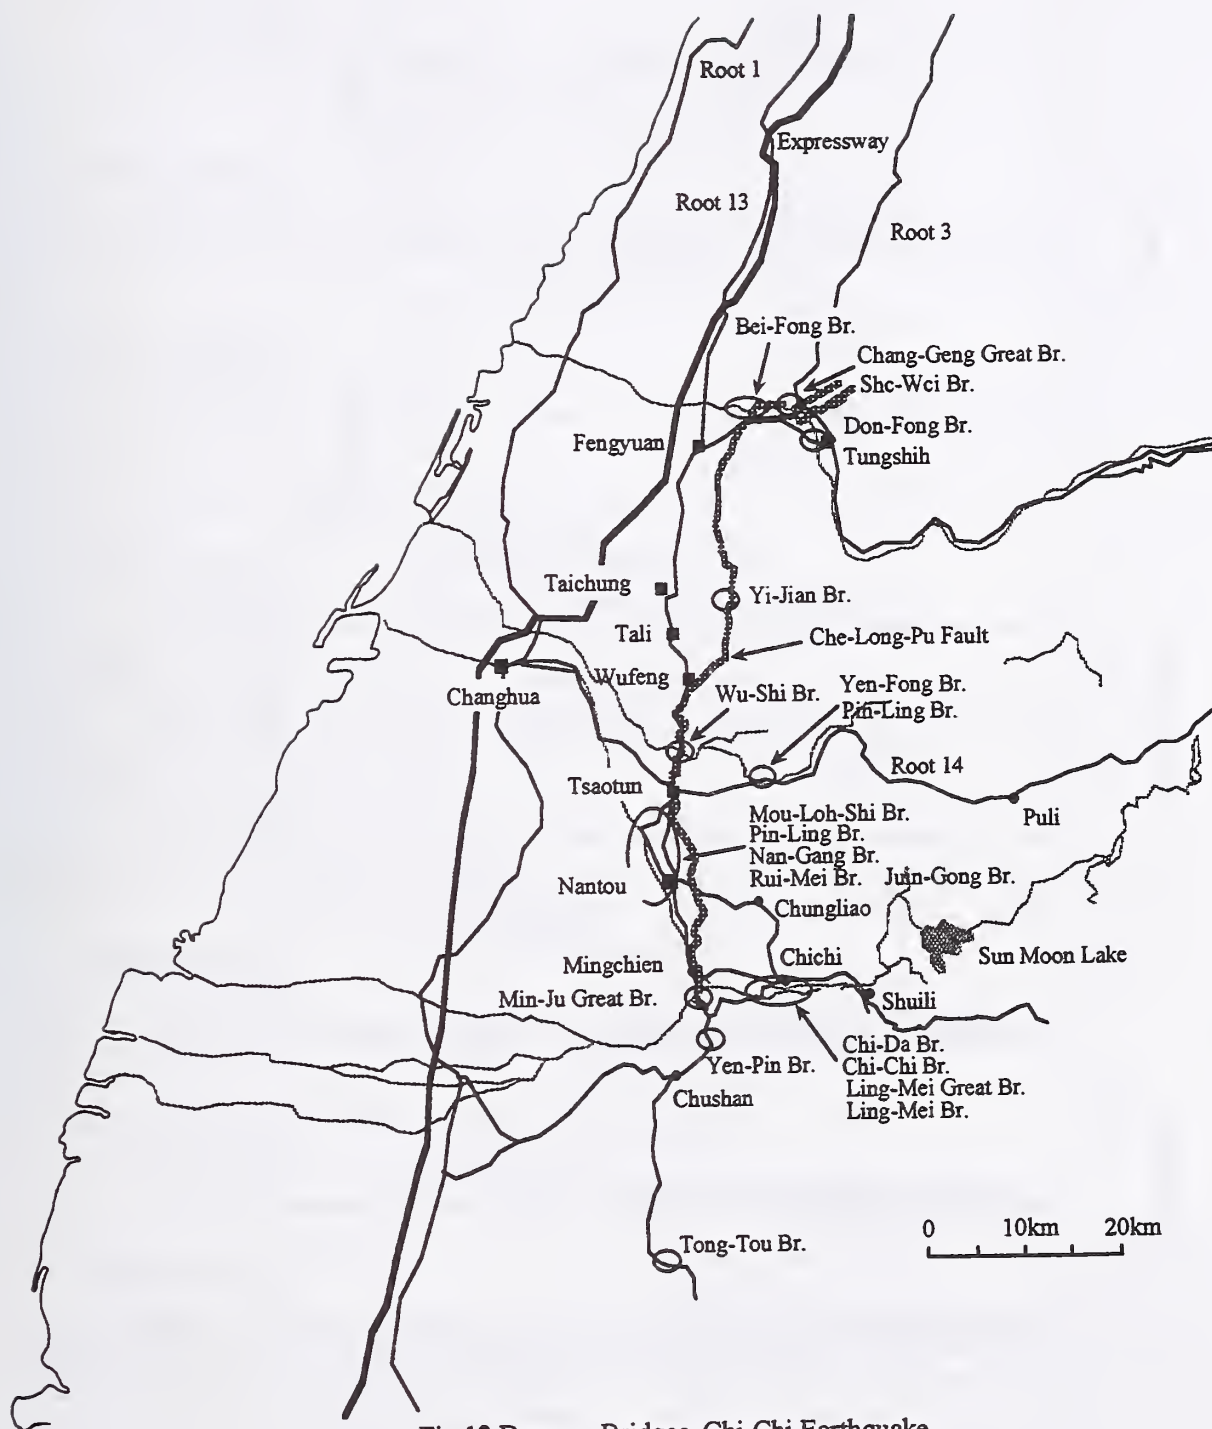 Root 1
Expressway
Root 13
Root 3
Bei-Fong Br.
Chang-Geng Great Br.
She-Wei Br.
Don-Fong Br.
Fengyuan
Tungshih
Taichung
Yi-Jian Br.
Tali
Che-Long-Pu Fault
Wufeng
Yen-Fong Br.
Wu-Shi Br.
Changhua
Pin-Ling Br.
Root 14
Tsaotun
Mou-Loh-Shi Br.
Puli
Pin-Ling Br.
Nan-Gang Br.
Rui-Mei Br. Juin-Gong Br.
Nantou
Chungliao
Chichi
Sun Moon Lake
Mingchien
Min-Ju Great Br.
Shuili
Chi-Da Br.
Yen-Pin Br.
Chi-Chi Br.
Ling-Mei Great Br.
Chushan
Ling-Mei Br.
0 10km 20km
Tong-Tou Br.
Bridges, Chi-Chi Earthquake